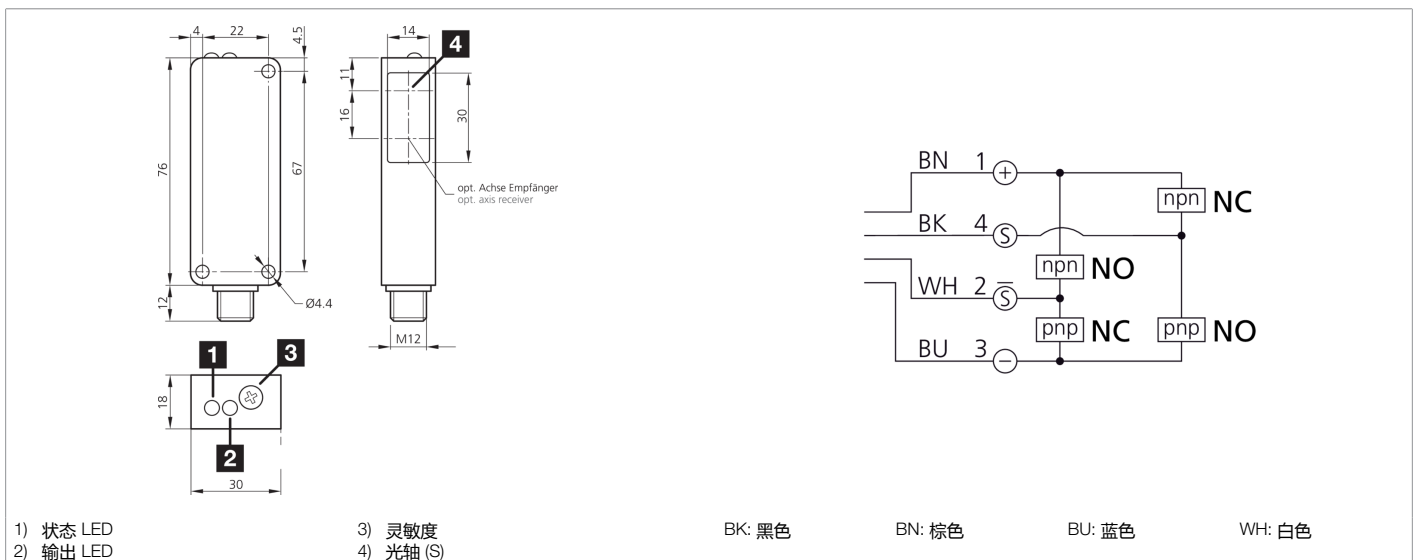 4 22 4.5
14
4
11
16
30
76
67
opt. Achse Empfänger
opt. axis receiver
12
Ø4.4
M12
1
3
18
2
30
BN 1 +
npn NC
BK 4 S
npn NO
WH 2 S̅
pnp NC pnp NO
BU 3 −
1) 状态 LED
2) 输出 LED
3) 灵敏度
4) 光轴 (S)
BK: 黑色 BN: 棕色 BU: 蓝色 WH: 白色